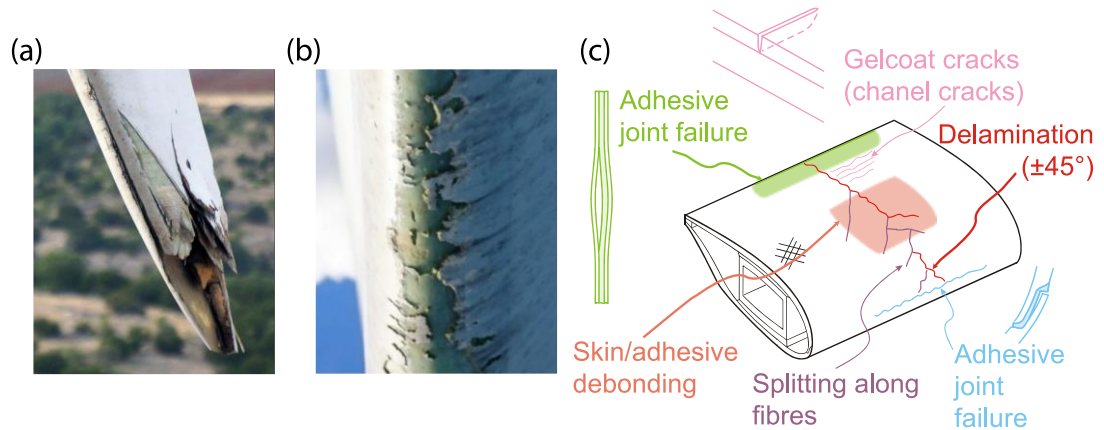 (a)
(b)
(c)
Gelcoat cracks
(chanel cracks)
Adhesive
joint failure
Delamination
(±45°)
Skin/adhesive
debonding
Splitting along
fibres
Adhesive
joint
failure